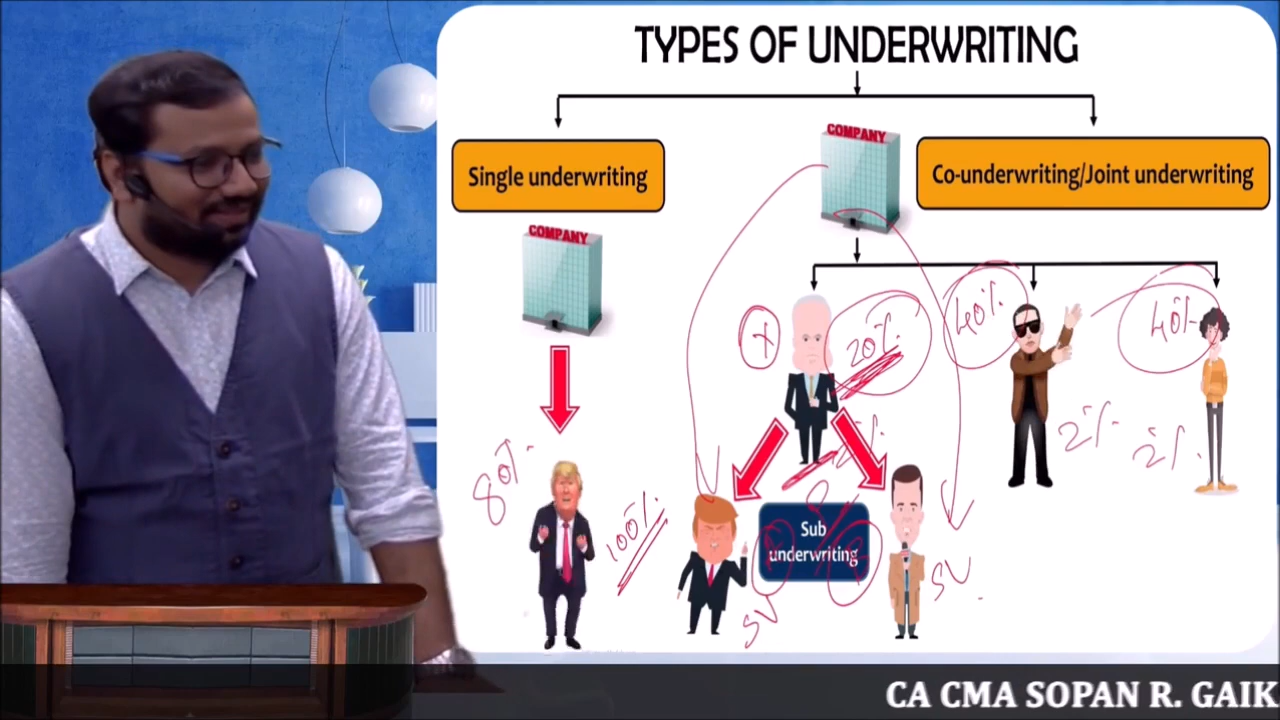 TYPES OF UNDERWRITING
Single underwriting
COMPANY
Co-underwriting/Joint underwriting
COMPANY
20%
40%
40%
2%
2%
80%
100%
Sub
underwriting
SU
SU
CA CMA SOPAN R. GAIK